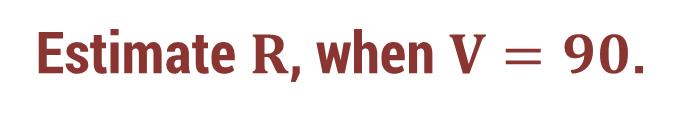 Estimate R, when V = 90.